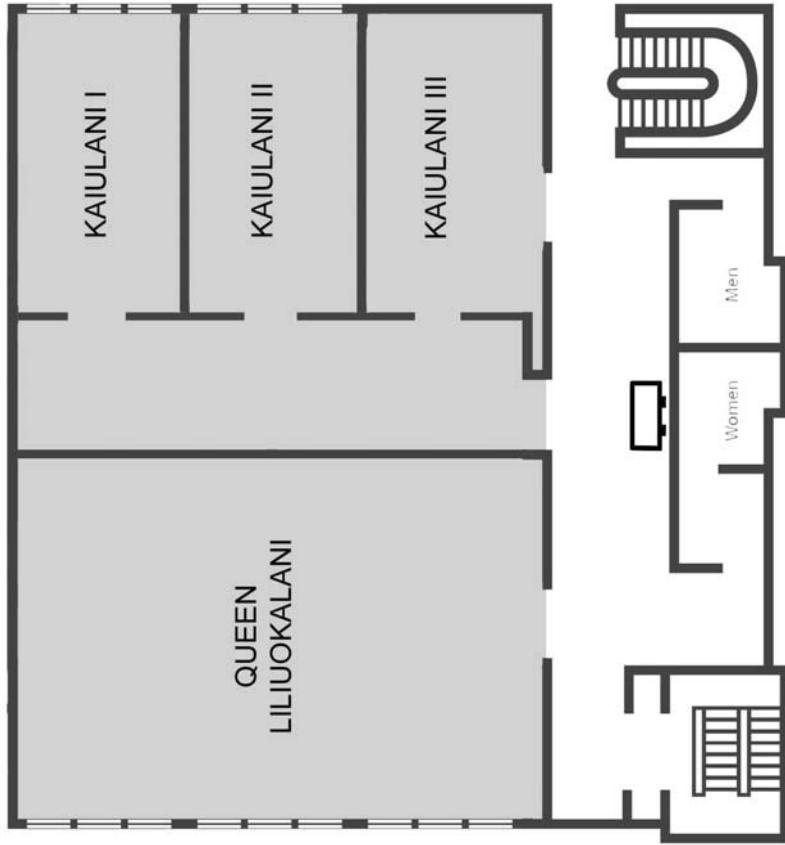 KAIULANI I
KAIULANI II
KAIULANI III
Men
Women
QUEEN
LILIUOKALANI